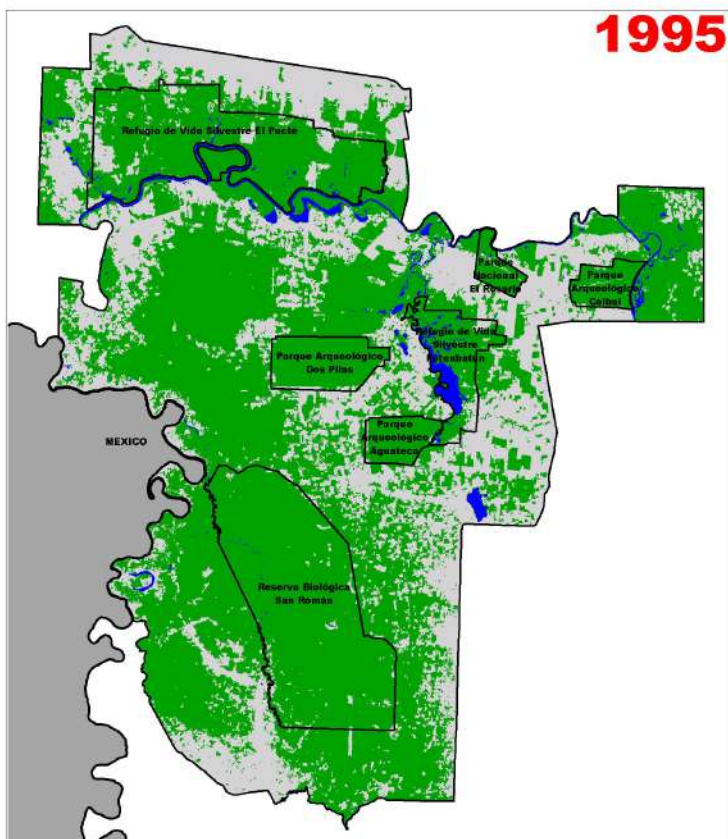 1995
Refugio de Vida Silvestre El Pucte
Parque
Nacional
El Rosario
Parque
Arqueológico
Ceibal
Refugio de Vida
Silvestre
Petexbatún
Parque Arqueológico
Dos Pilas
Parque
Arqueológico
Aguateca
MEXICO
Reserva Biológica
San Román